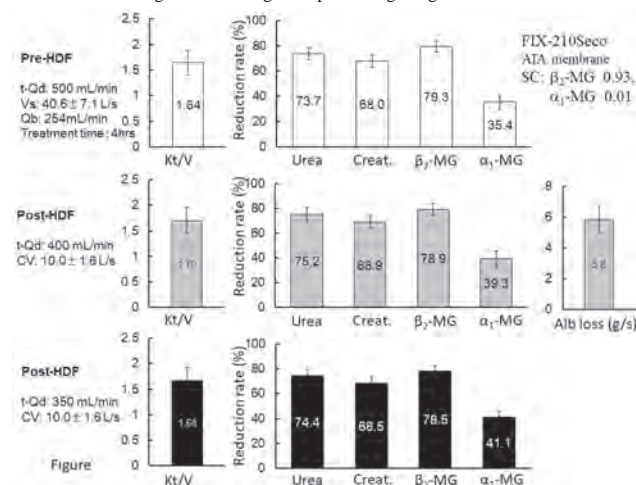 Pre-HDF
t-Qd: 500 mL/min
Vs: 40.6 ± 7.1 L/s
Qb: 254mL/min
Treatment time : 4hrs
2
1.5
1
0.5
0
1.64
Kt/V
Reduction rate (%)
100
80
60
40
20
0
73.7
68.0
79.3
35.4
Urea
Creat.
β₂-MG
α₁-MG
FIX-210Seco
ATA membrane
SC: β₂-MG 0.93,
α₁-MG 0.01
Post-HDF
t-Qd: 400 mL/min
CV: 10.0 ± 1.6 L/s
2
1.5
1
0.5
0
1.70
Kt/V
Reduction rate (%)
100
80
60
40
20
0
75.2
68.9
78.9
39.3
Urea
Creat.
β₂-MG
α₁-MG
8
6
4
2
0
5.8
Alb loss (g/s)
Post-HDF
t-Qd: 350 mL/min
CV: 10.0 ± 1.6 L/s
2
1.5
1
0.5
0
Kt/V
Reduction rate (%)
100
80
60
40
20
0
74.4
68.5
78.5
41.1
Urea
Creat.
β₂-MG
α₁-MG
Figure